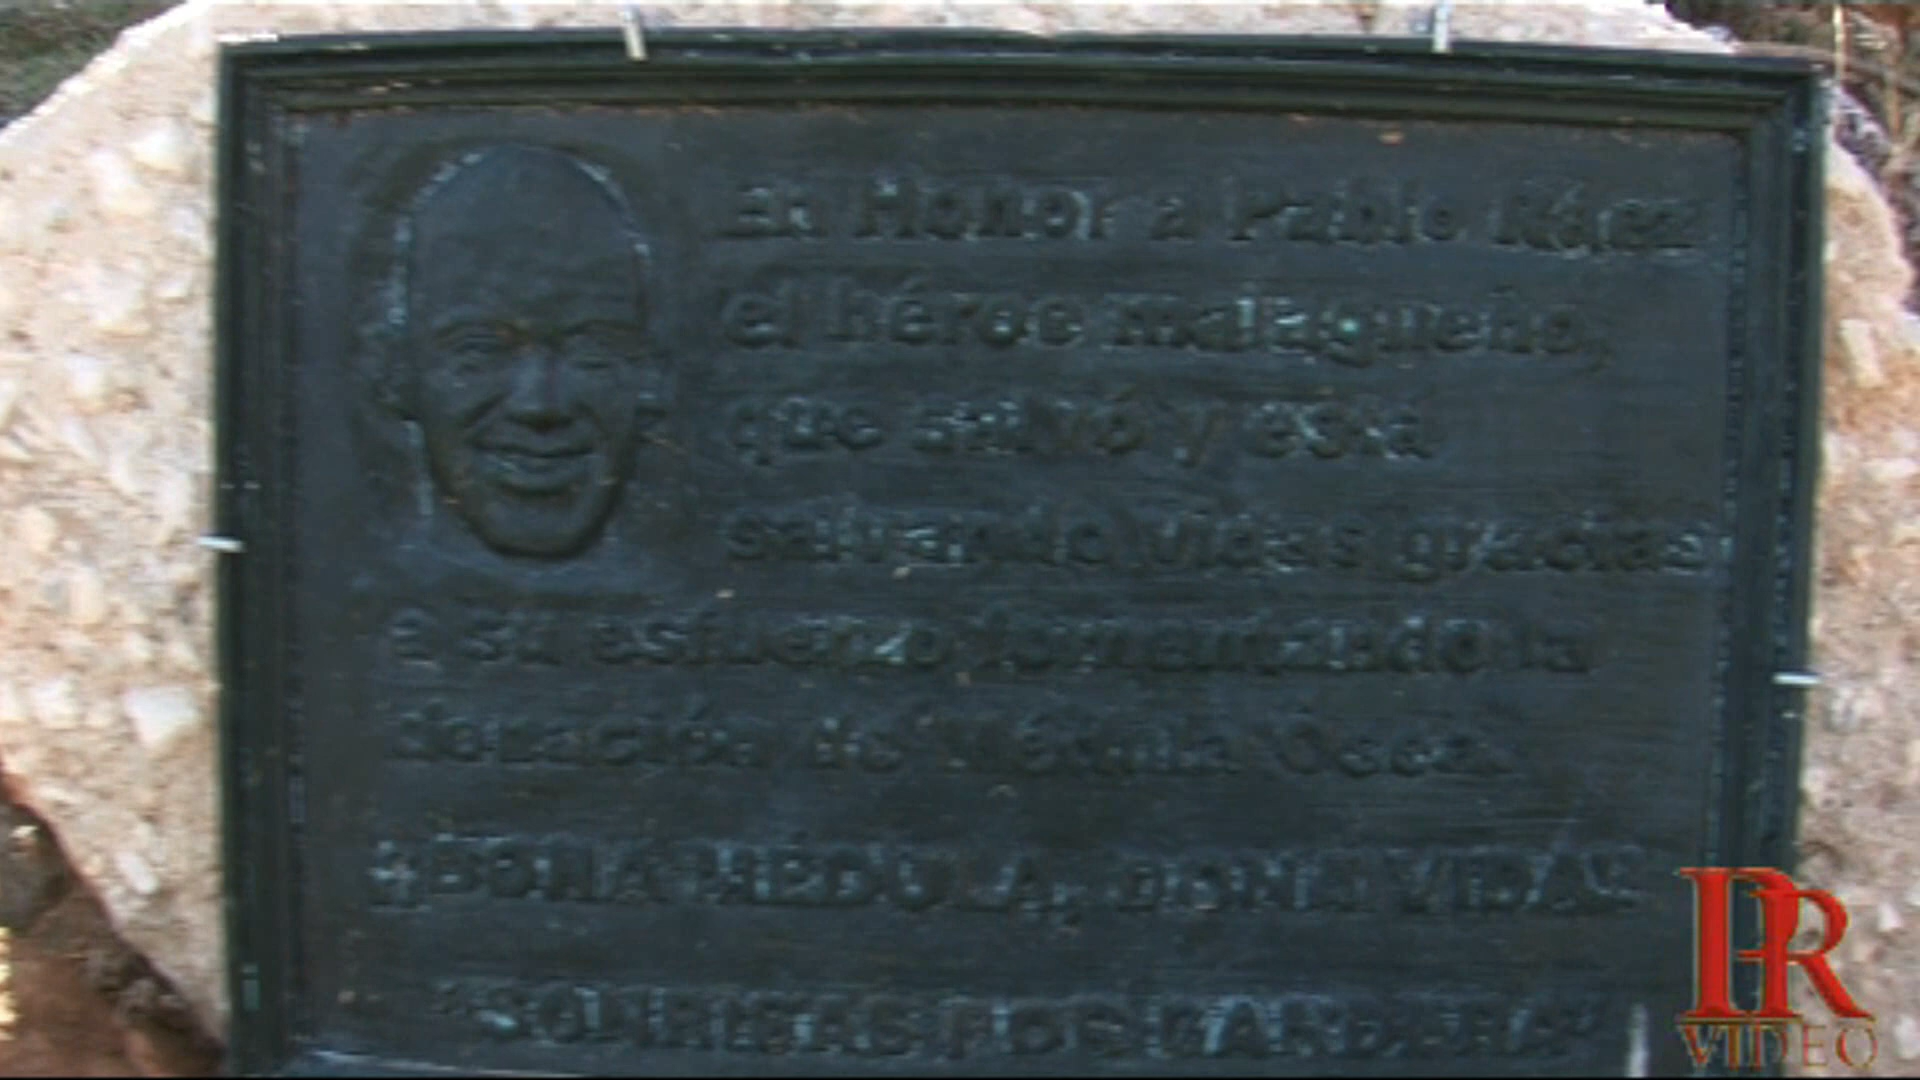 En Honor a Pablo Ráez
el héroe malagueño,
que salvó y está
salvando vidas gracias
a su esfuerzo fomentando la
donación de Médula Ósea.
¡DONA MÉDULA, DONA VIDA!
PR
VIDEO